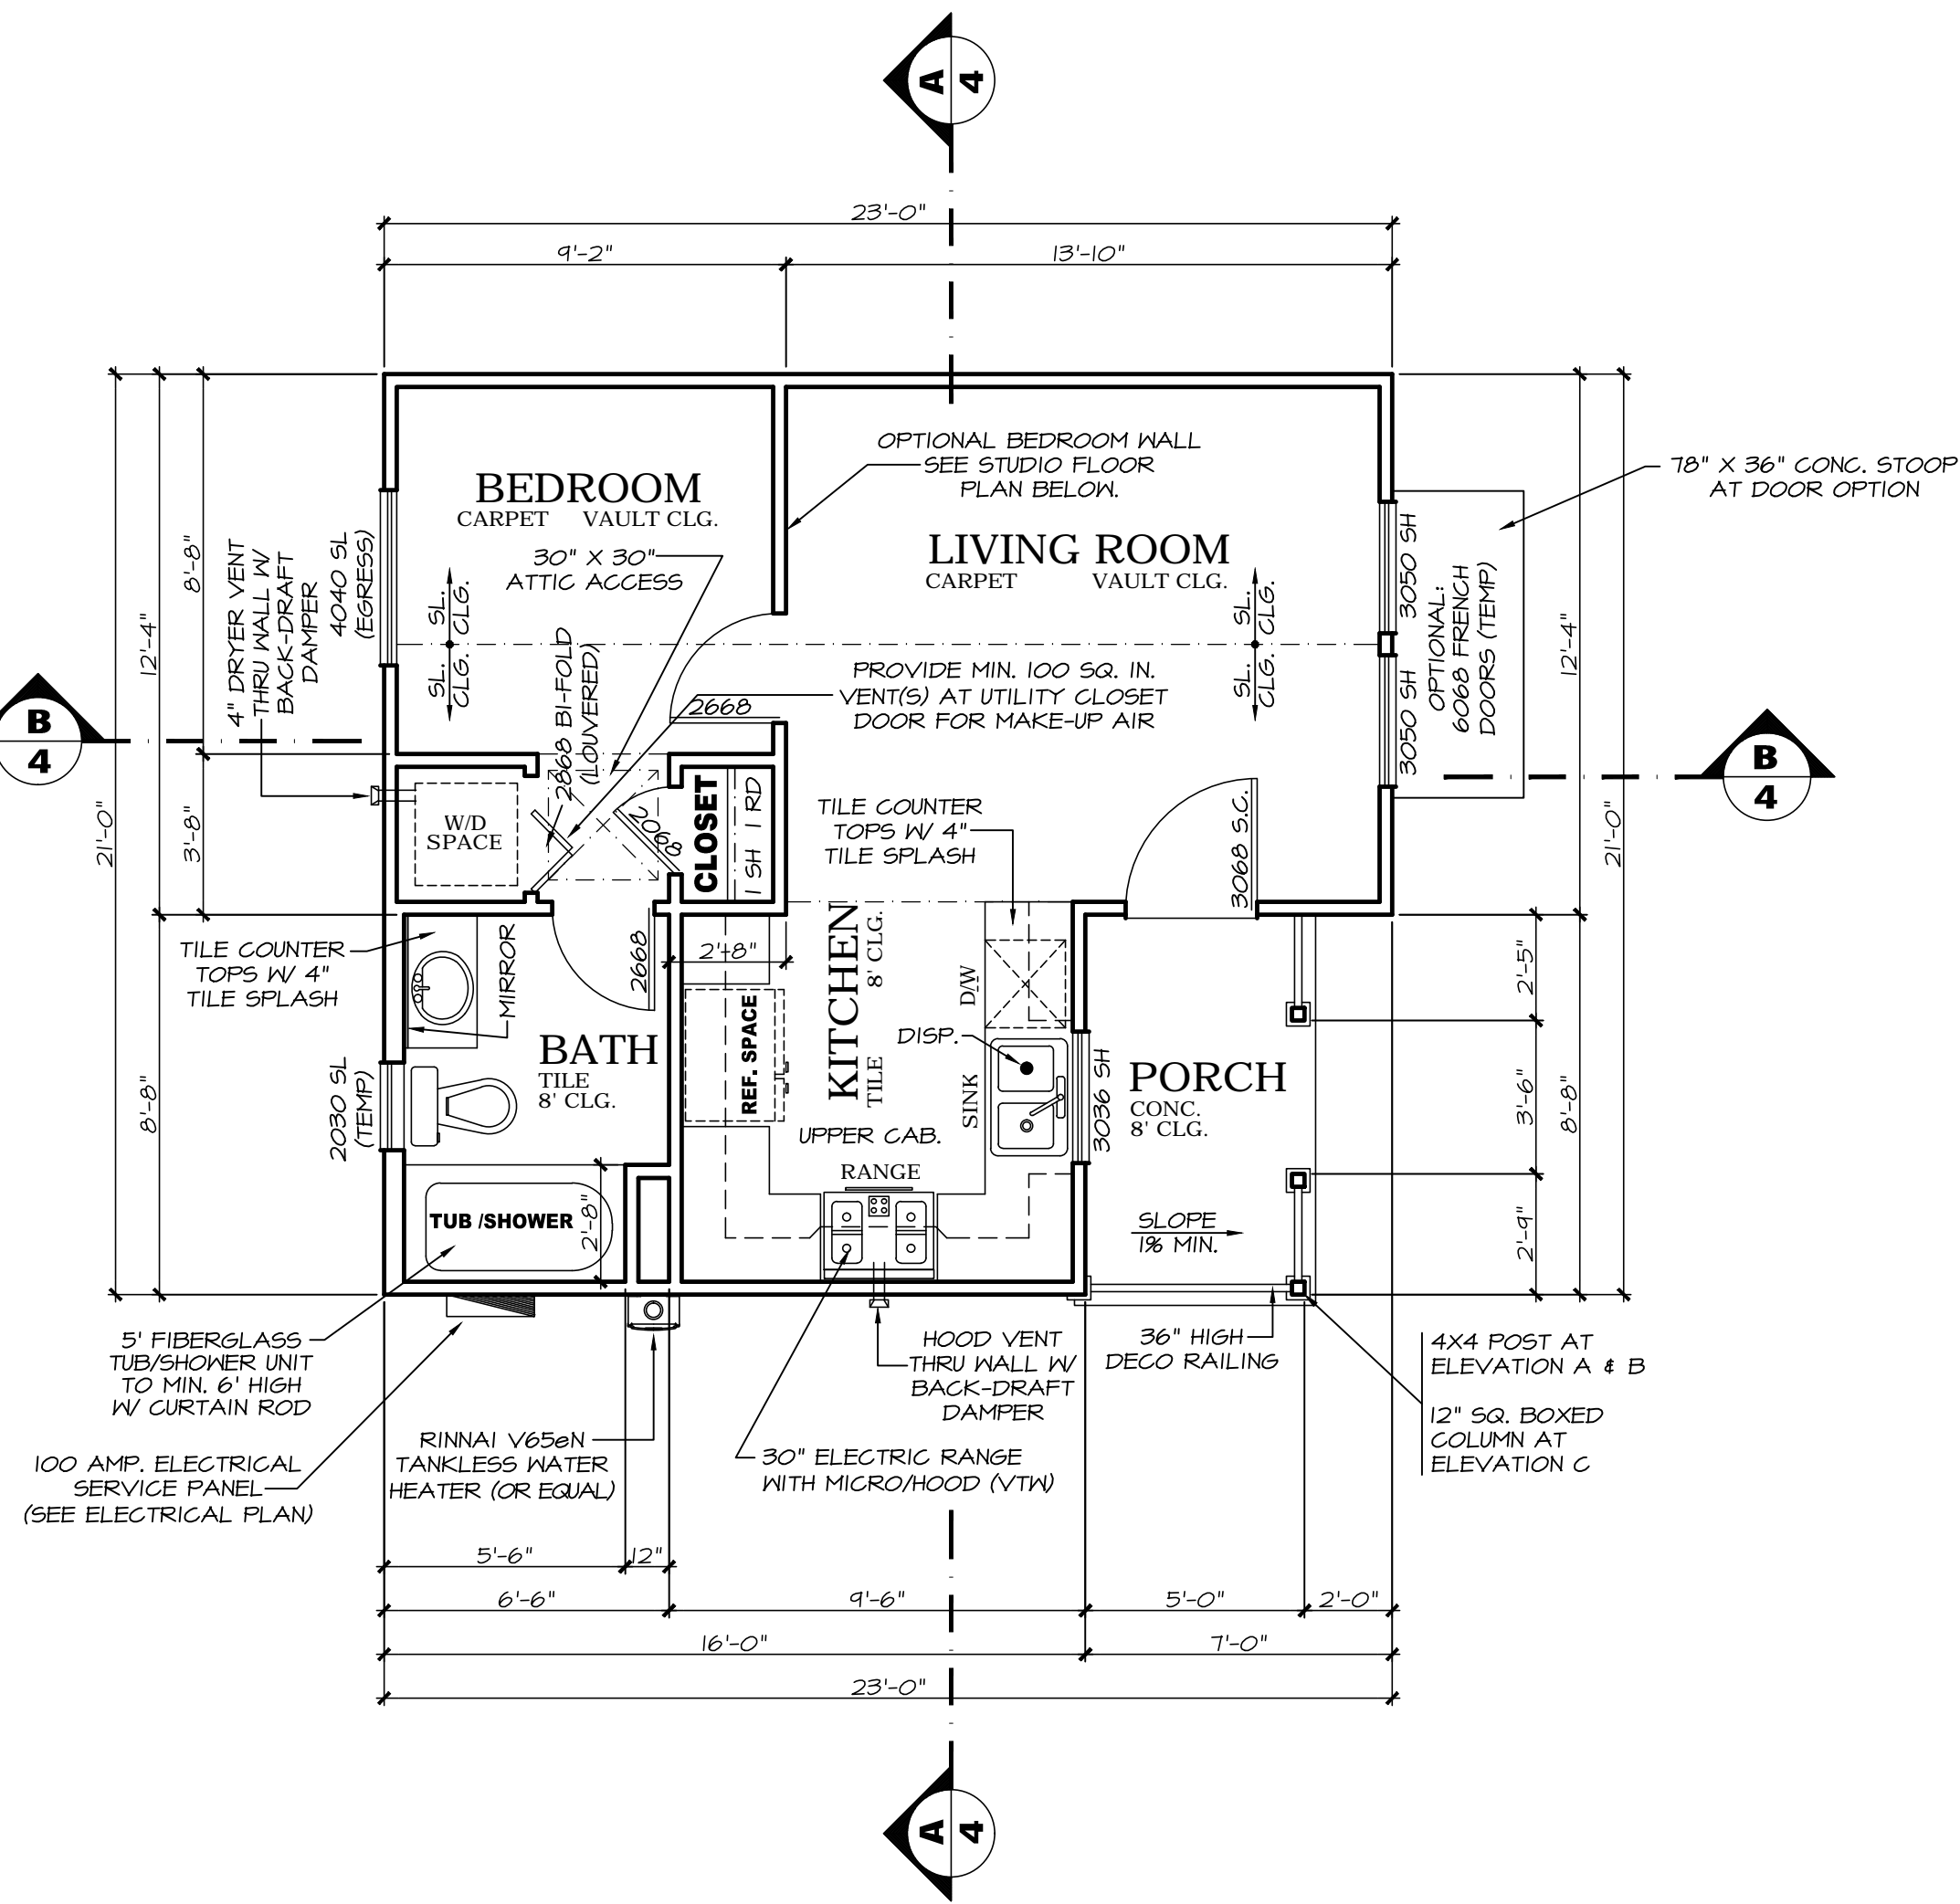 A
4
23'-0"
9'-2"
13'-10"
OPTIONAL BEDROOM WALL
SEE STUDIO FLOOR
PLAN BELOW.
78" X 36" CONC. STOOP
AT DOOR OPTION
BEDROOM
CARPET VAULT CLG.
30" X 30"
ATTIC ACCESS
LIVING ROOM
CARPET VAULT CLG.
4" DRYER VENT
THRU WALL W/
BACK-DRAFT
DAMPER
4040 SL
(EGRESS)
SL. SL.
CLG. CLG.
SL. SL.
CLG. CLG.
3050 SH
3050 SH
OPTIONAL:
6068 FRENCH
DOORS (TEMP)
8'-8"
12'-4"
3'-8"
21'-0"
8'-8"
12'-4"
21'-0"
B
4
B
4
2868 BI-FOLD
(LOUVERED)
2668
PROVIDE MIN. 100 SQ. IN.
VENT(S) AT UTILITY CLOSET
DOOR FOR MAKE-UP AIR
W/D
SPACE
2068
CLOSET
1 SH 1 RD
TILE COUNTER
TOPS W/ 4"
TILE SPLASH
3068 S.C.
TILE COUNTER
TOPS W/ 4"
TILE SPLASH
MIRROR
2668
2'-8"
KITCHEN
TILE 8' CLG.
D/W
DISP.
SINK
REF. SPACE
UPPER CAB.
RANGE
BATH
TILE
8' CLG.
2030 SL
(TEMP)
TUB /SHOWER
2'-8"
3036 SH
PORCH
CONC.
8' CLG.
SLOPE
1% MIN.
2'-5"
3'-6"
8'-8"
2'-9"
5' FIBERGLASS
TUB/SHOWER UNIT
TO MIN. 6' HIGH
W/ CURTAIN ROD
100 AMP. ELECTRICAL
SERVICE PANEL
(SEE ELECTRICAL PLAN)
RINNAI V65eN
TANKLESS WATER
HEATER (OR EQUAL)
HOOD VENT
THRU WALL W/
BACK-DRAFT
DAMPER
30" ELECTRIC RANGE
WITH MICRO/HOOD (VTW)
36" HIGH
DECO RAILING
4X4 POST AT
ELEVATION A & B
12" SQ. BOXED
COLUMN AT
ELEVATION C
5'-6"
12"
6'-6"
9'-6"
5'-0"
2'-0"
16'-0"
7'-0"
23'-0"
A
4